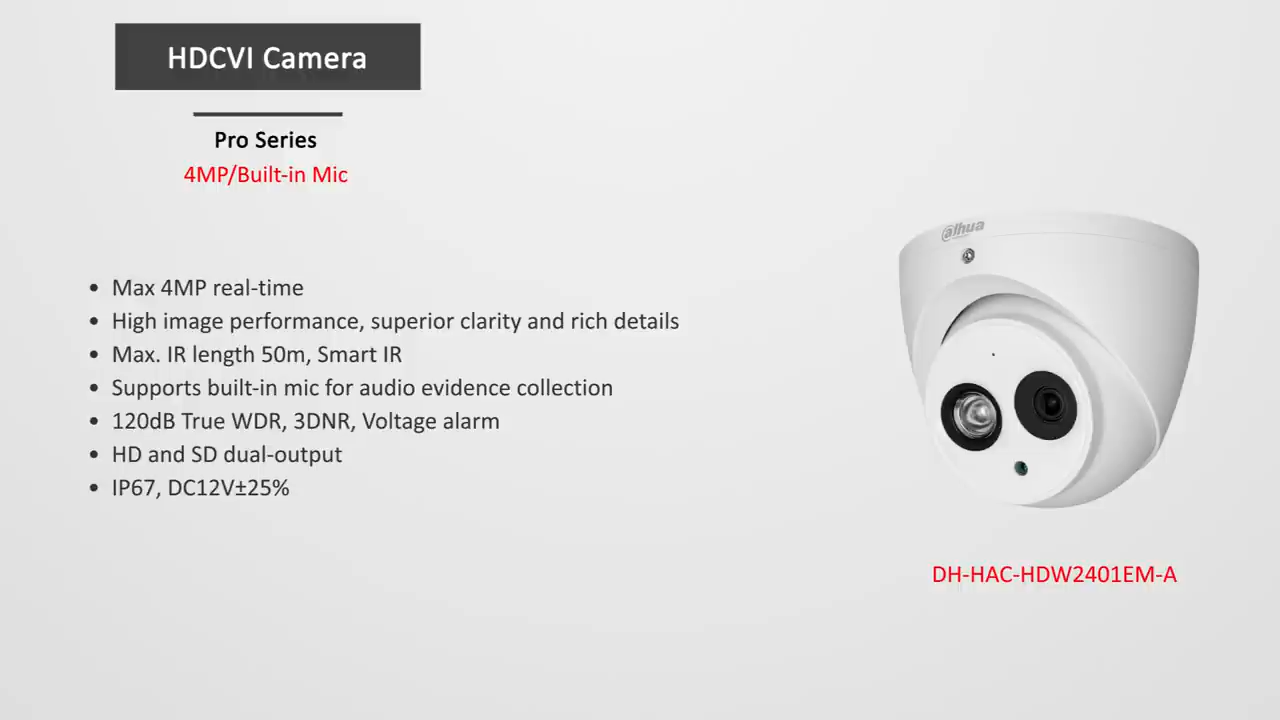 HDCVI Camera
Pro Series
4MP/Built-in Mic
• Max 4MP real-time
• High image performance, superior clarity and rich details
• Max. IR length 50m, Smart IR
• Supports built-in mic for audio evidence collection
• 120dB True WDR, 3DNR, Voltage alarm
• HD and SD dual-output
• IP67, DC12V±25%
alhua
DH-HAC-HDW2401EM-A